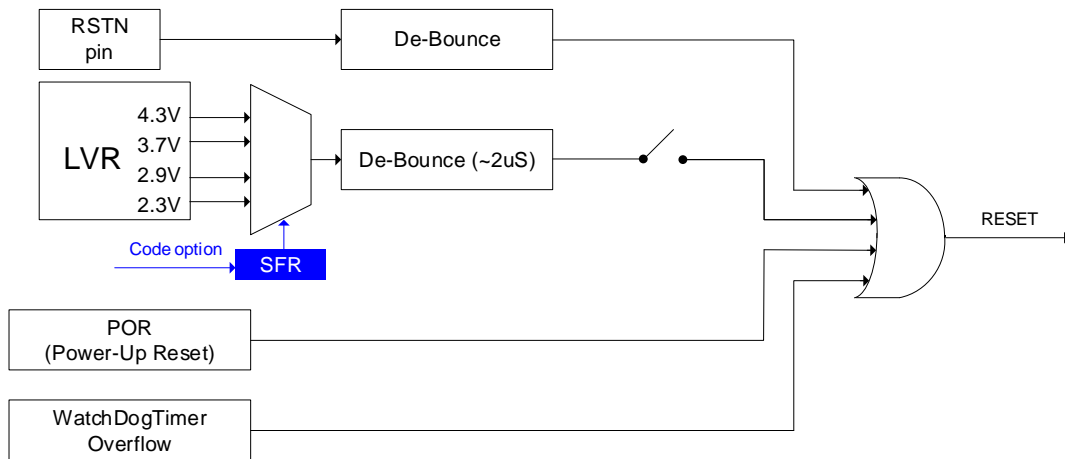 RSTN
pin
De-Bounce
4.3V
3.7V
LVR
2.9V
2.3V
De-Bounce (~2uS)
RESET
Code option
SFR
POR
(Power-Up Reset)
WatchDogTimer
Overflow